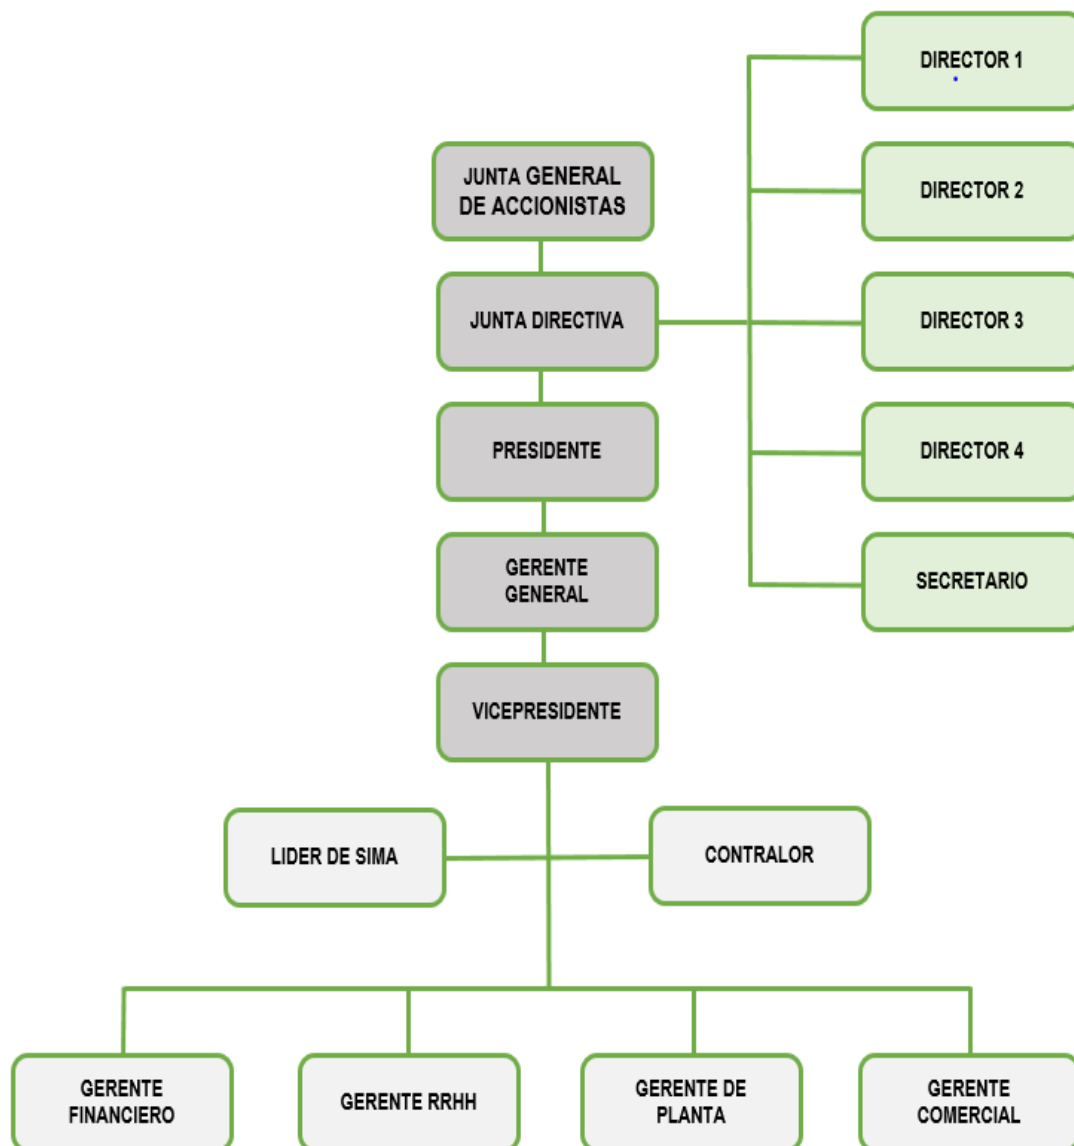 DIRECTOR 1
JUNTA GENERAL
DE ACCIONISTAS
DIRECTOR 2
JUNTA DIRECTIVA
DIRECTOR 3
PRESIDENTE
DIRECTOR 4
GERENTE
GENERAL
SECRETARIO
VICEPRESIDENTE
LIDER DE SIMA
CONTRALOR
GERENTE
FINANCIERO
GERENTE RRHH
GERENTE DE
PLANTA
GERENTE
COMERCIAL